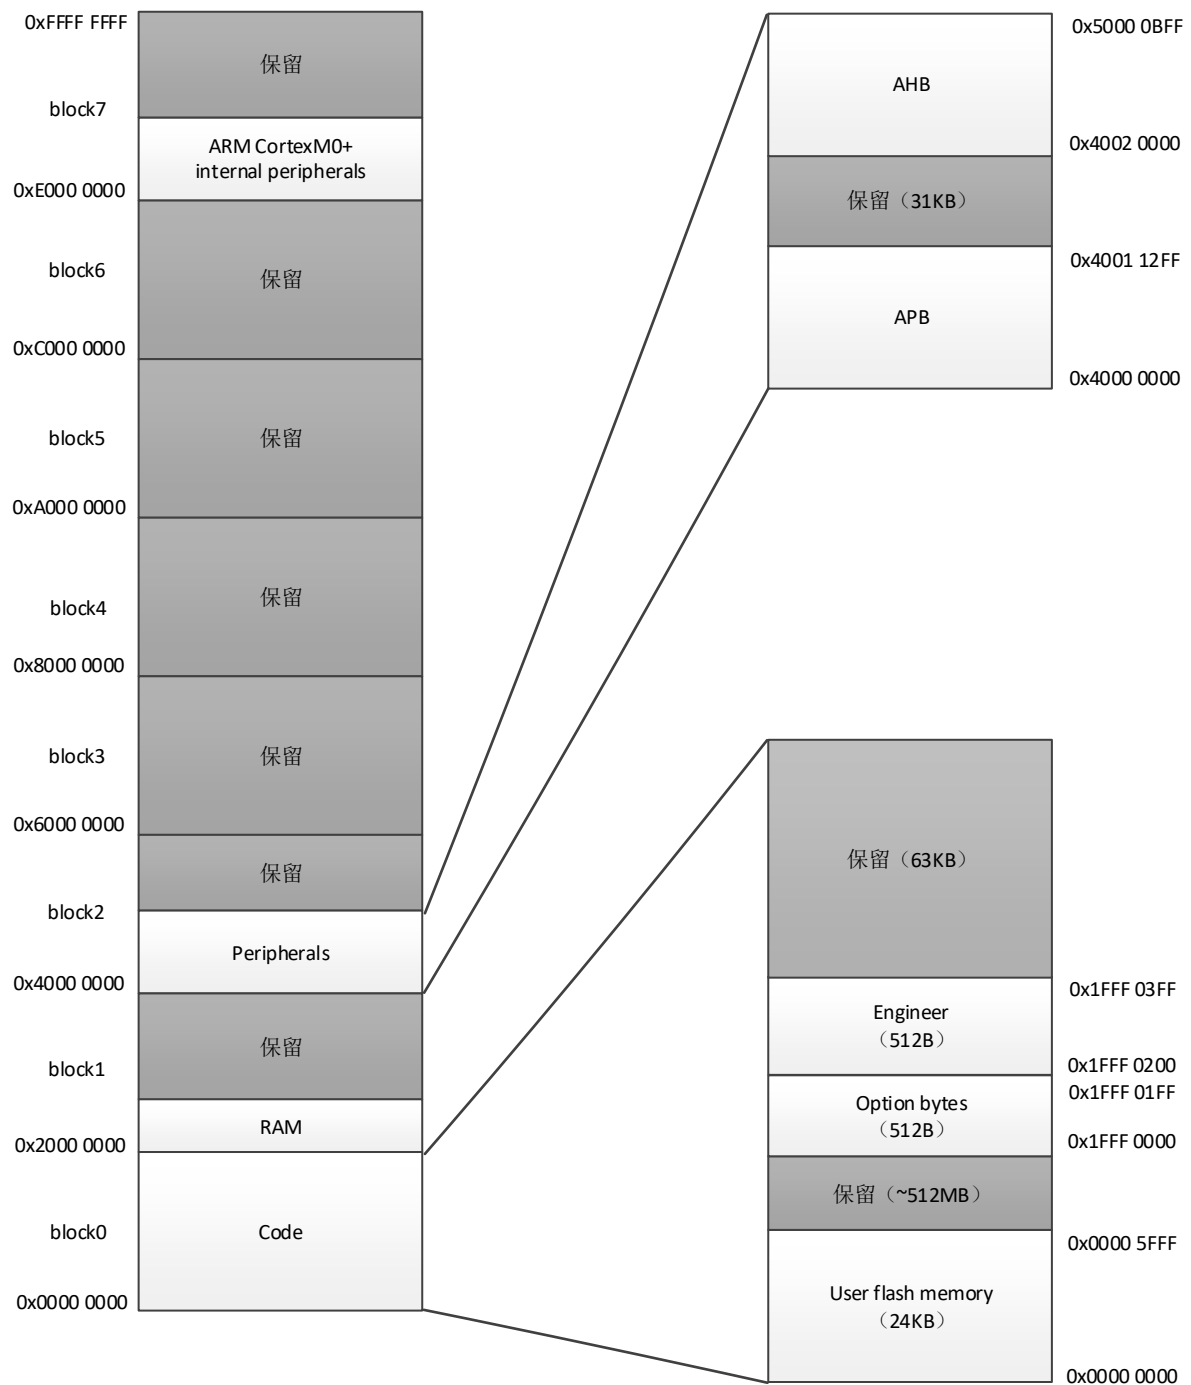 0xFFFF FFFF
保留
block7
ARM CortexM0+
internal peripherals
0xE000 0000
block6
保留
0xC000 0000
block5
保留
0xA000 0000
block4
保留
0x8000 0000
block3
保留
0x6000 0000
保留
block2
Peripherals
0x4000 0000
保留
block1
RAM
0x2000 0000
block0
Code
0x0000 0000
0x5000 0BFF
AHB
0x4002 0000
保留（31KB）
0x4001 12FF
APB
0x4000 0000
保留（63KB）
0x1FFF 03FF
Engineer
（512B）
0x1FFF 0200
0x1FFF 01FF
Option bytes
（512B）
0x1FFF 0000
保留（~512MB）
0x0000 5FFF
User flash memory
（24KB）
0x0000 0000